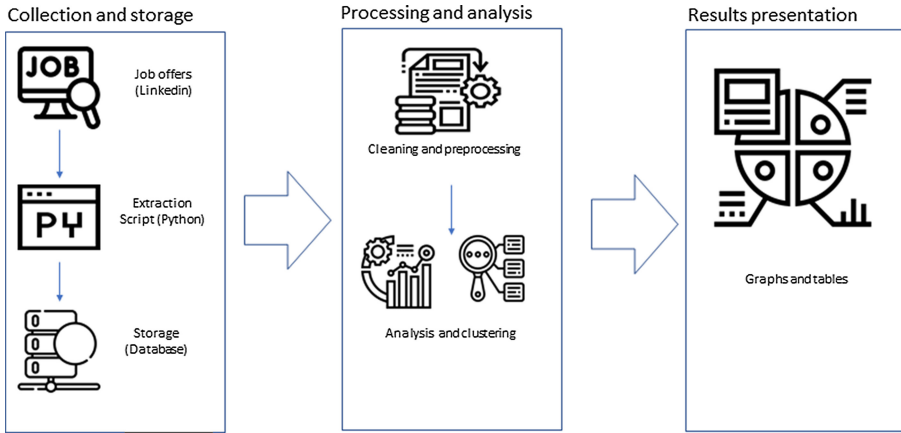 Collection and storage
JOB
Job offers
(Linkedin)
PY
Extraction
Script (Python)
Storage
(Database)
Processing and analysis
Cleaning and preprocessing
Analysis and clustering
Results presentation
Graphs and tables